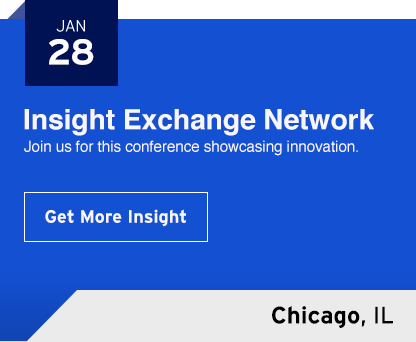 JAN
28
Insight Exchange Network
Join us for this conference showcasing innovation.
Get More Insight
Chicago, IL